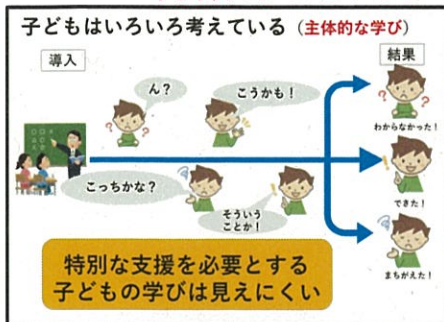 子どもはいろいろ考えている（主体的な学び）
導入
結果
ん？
こうかも！
わからなかった！
こっちかな？
そういう
ことか！
できた！
まちがえた！
特別な支援を必要とする
子どもの学びは見えにくい